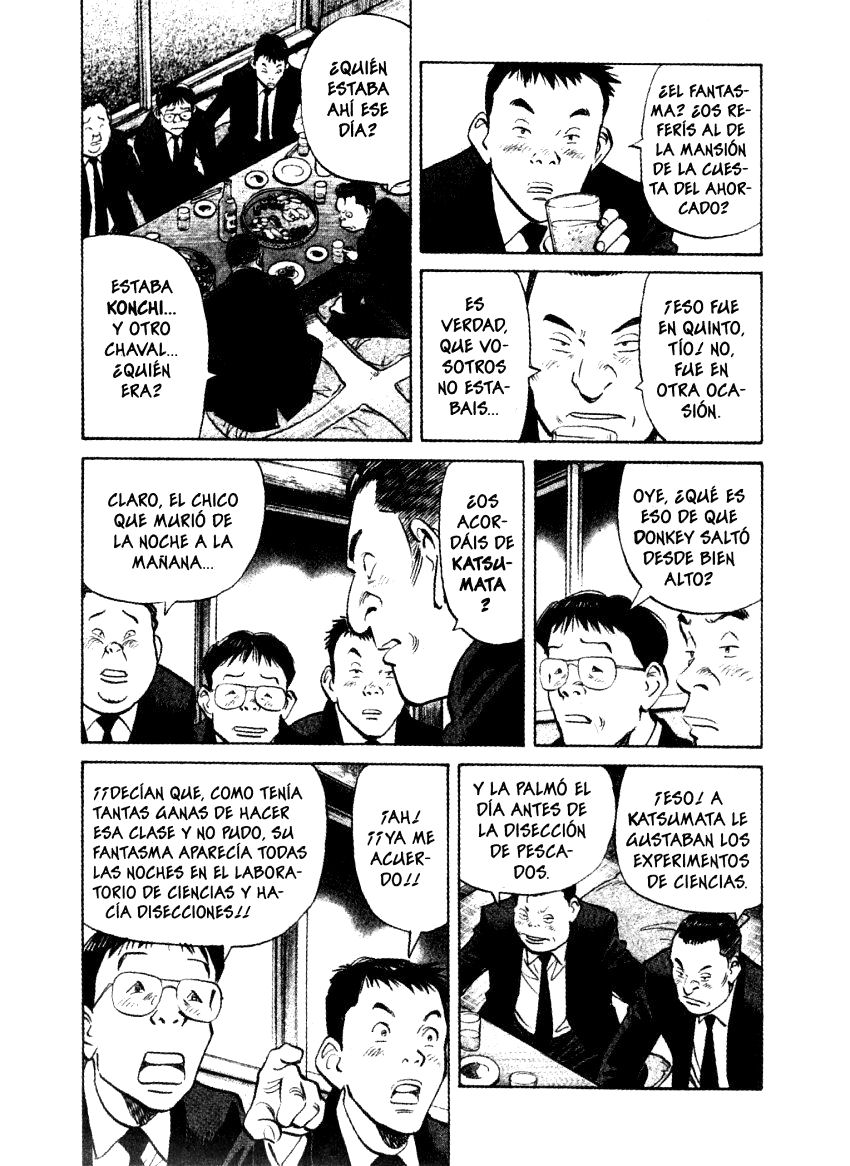 ¿EL FANTAS-
MA? ¿OS RE-
FERÍS AL DE
LA MANSIÓN
DE LA CUES-
TA DEL AHOR-
CADO?
¡ESO FUE
EN QUINTO,
TÍO! NO,
FUE EN
OTRA OCA-
SIÓN.
ES
VERDAD,
QUE VO-
SOTROS
NO ESTA-
BAIS...
¿QUIÉN
ESTABA
AHÍ ESE
DÍA?
ESTABA
KONCHI...
Y OTRO
CHAVAL...
¿QUIÉN
ERA?
OYE, ¿QUÉ ES
ESO DE QUE
DONKEY SALTÓ
DESDE BIEN
ALTO?
¿OS
ACOR-
DÁIS DE
KATSU-
MATA
?
CLARO, EL CHICO
QUE MURIÓ DE
LA NOCHE A LA
MAÑANA...
¡ESO! A
KATSUMATA LE
GUSTABAN LOS
EXPERIMENTOS
DE CIENCIAS.
Y LA PALMÓ EL
DÍA ANTES DE
LA DISECCIÓN
DE PESCA-
DOS.
¡AH!
¡¡YA ME
ACUER-
DO!!
¡¡DECÍAN QUE, COMO TENÍA
TANTAS GANAS DE HACER
ESA CLASE Y NO PUDO, SU
FANTASMA APARECÍA TODAS
LAS NOCHES EN EL LABORA-
TORIO DE CIENCIAS Y HA-
CÍA DISECCIONES!!